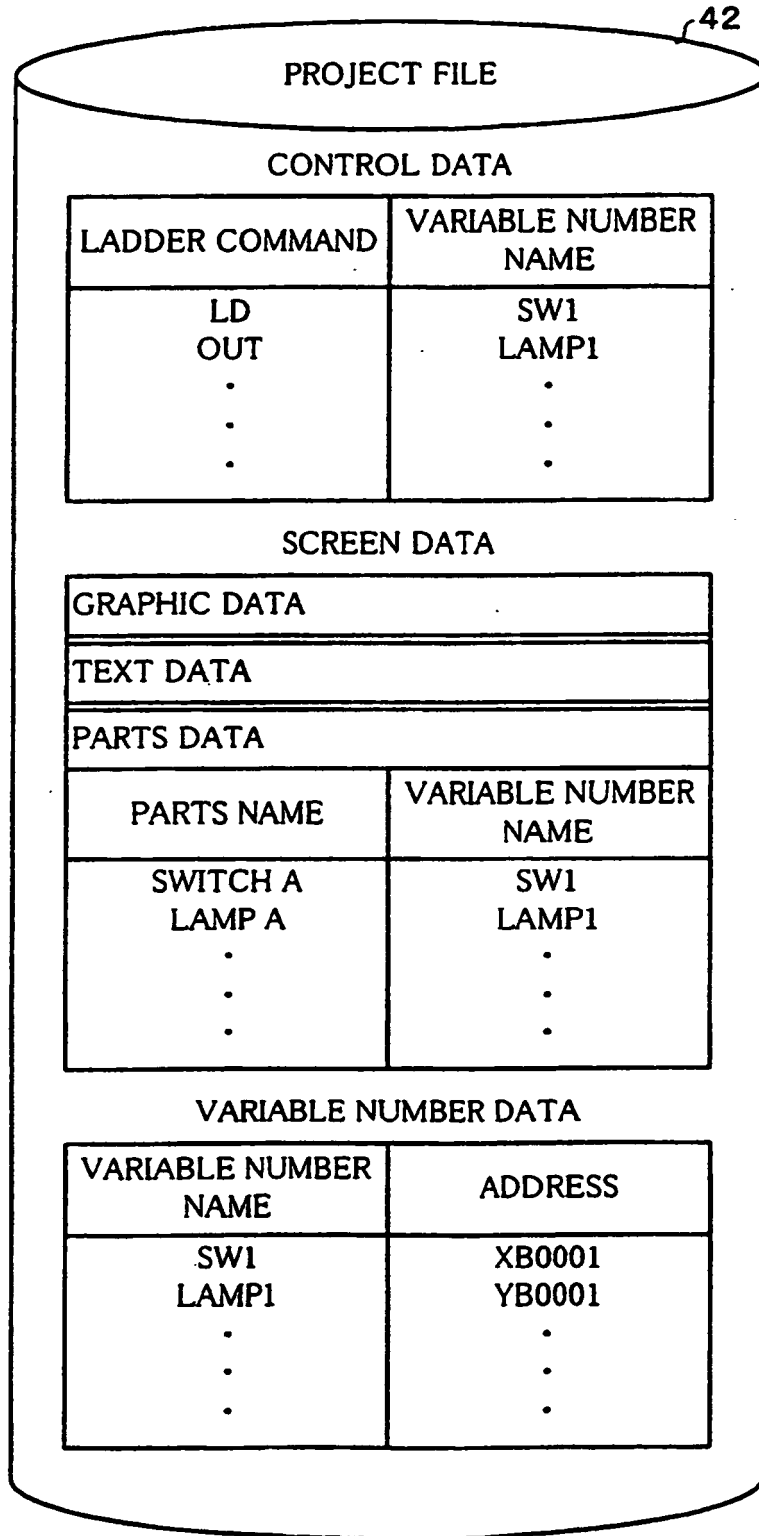 42
PROJECT FILE
CONTROL DATA
LADDER COMMAND
VARIABLE NUMBER
NAME
LD
SW1
OUT
LAMP1
SCREEN DATA
GRAPHIC DATA
TEXT DATA
PARTS DATA
PARTS NAME
VARIABLE NUMBER
NAME
SWITCH A
SW1
LAMP A
LAMP1
VARIABLE NUMBER DATA
VARIABLE NUMBER
NAME
ADDRESS
SW1
XB0001
LAMP1
YB0001